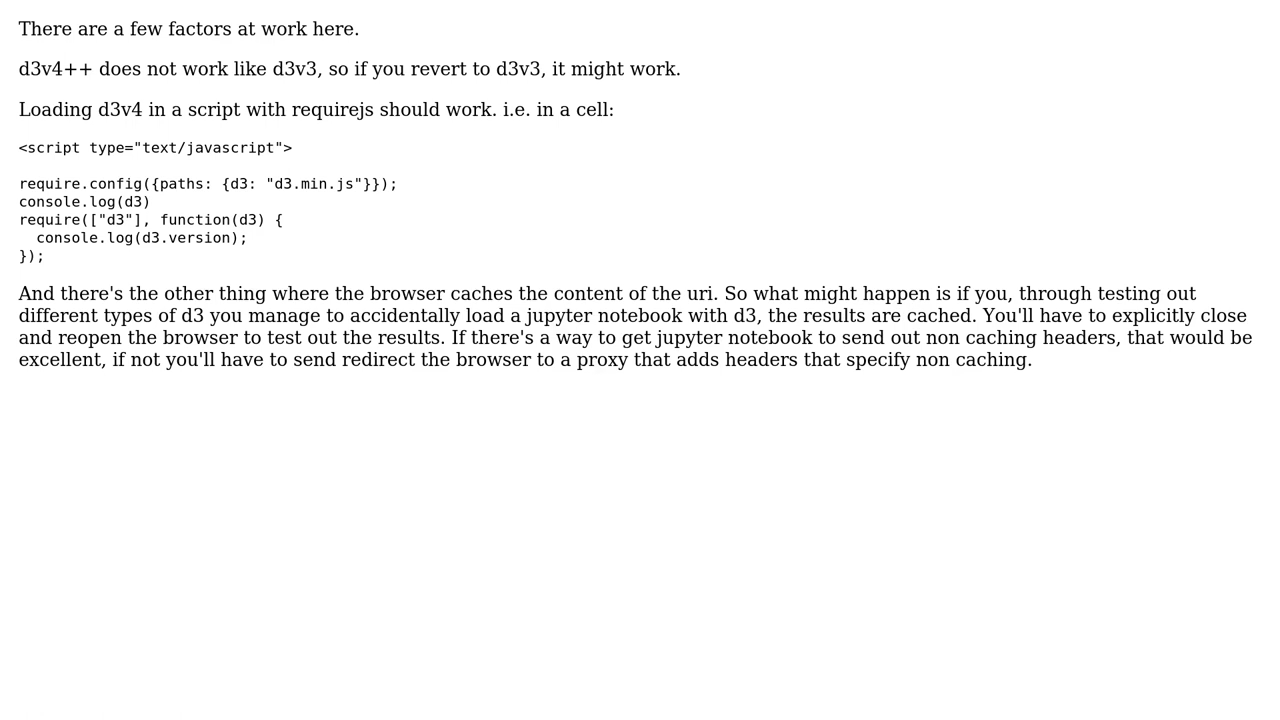 There are a few factors at work here.
d3v4++ does not work like d3v3, so if you revert to d3v3, it might work.
Loading d3v4 in a script with requirejs should work. i.e. in a cell:
<script type="text/javascript">
require.config({paths: {d3: "d3.min.js"}});
console.log(d3)
require(["d3"], function(d3) {
  console.log(d3.version);
});
And there's the other thing where the browser caches the content of the uri. So what might happen is if you, through testing out
different types of d3 you manage to accidentally load a jupyter notebook with d3, the results are cached. You'll have to explicitly close
and reopen the browser to test out the results. If there's a way to get jupyter notebook to send out non caching headers, that would be
excellent, if not you'll have to send redirect the browser to a proxy that adds headers that specify non caching.